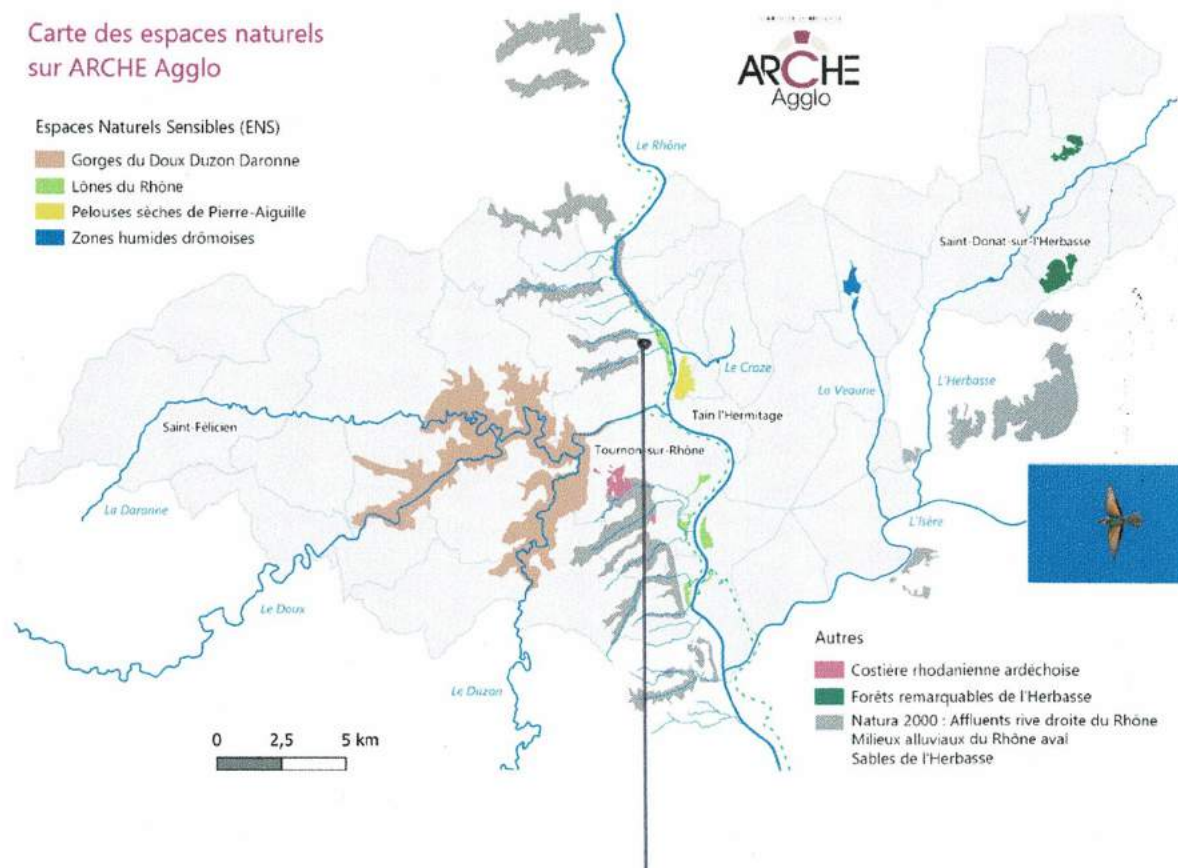 Carte des espaces naturels
sur ARCHE Agglo
ARCHE
Agglo
Espaces Naturels Sensibles (ENS)
Gorges du Doux Duzon Daronne
Lônes du Rhône
Pelouses sèches de Pierre-Aiguille
Zones humides drômoises
Le Rhône
Saint-Donat-sur-l'Herbasse
Le Croze
La Veaune
L'Herbasse
Tain l'Hermitage
Saint-Félicien
Tournon-sur-Rhône
La Daronne
L'Isère
Le Doux
Le Duzon
0 2,5 5 km
Autres
Costière rhodanienne ardéchoise
Forêts remarquables de l'Herbasse
Natura 2000 : Affluents rive droite du Rhône
Milieux alluviaux du Rhône aval
Sables de l'Herbasse